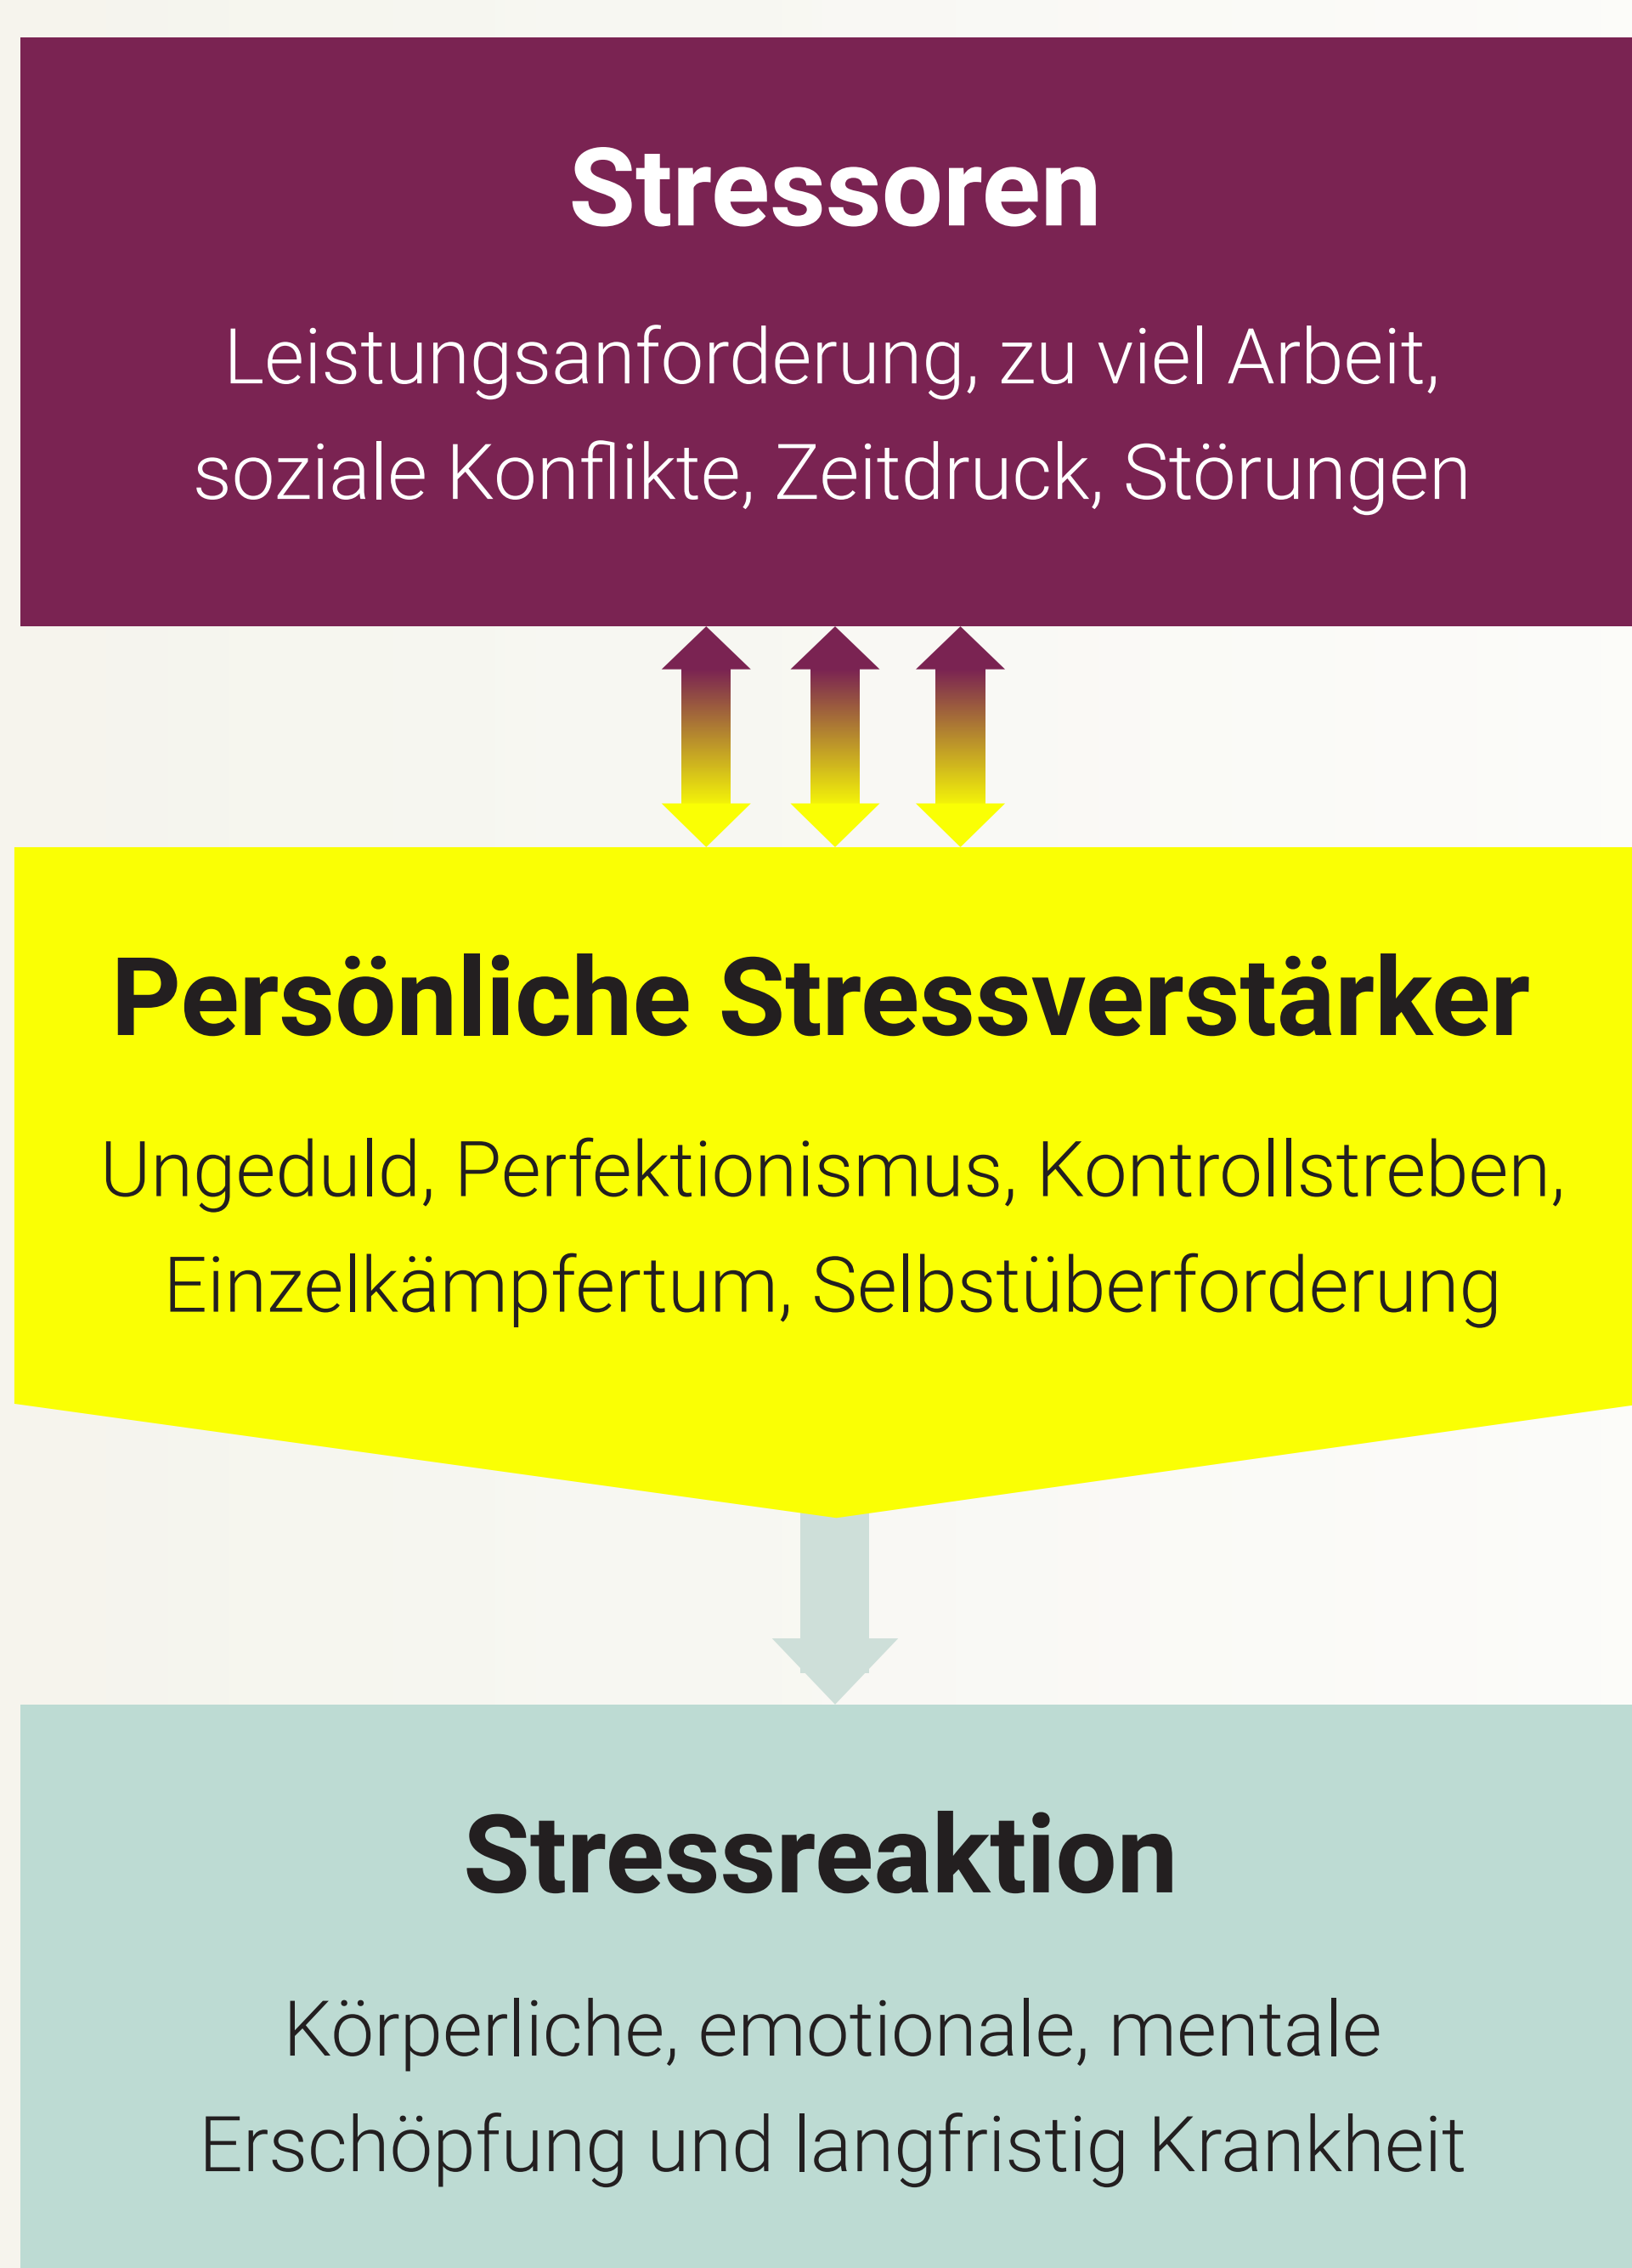 Stressoren
Leistungsanforderung, zu viel Arbeit,
soziale Konflikte, Zeitdruck, Störungen
Persönliche Stressverstärker
Ungeduld, Perfektionismus, Kontrollstreben,
Einzelkämpfertum, Selbstüberforderung
Stressreaktion
Körperliche, emotionale, mentale
Erschöpfung und langfristig Krankheit